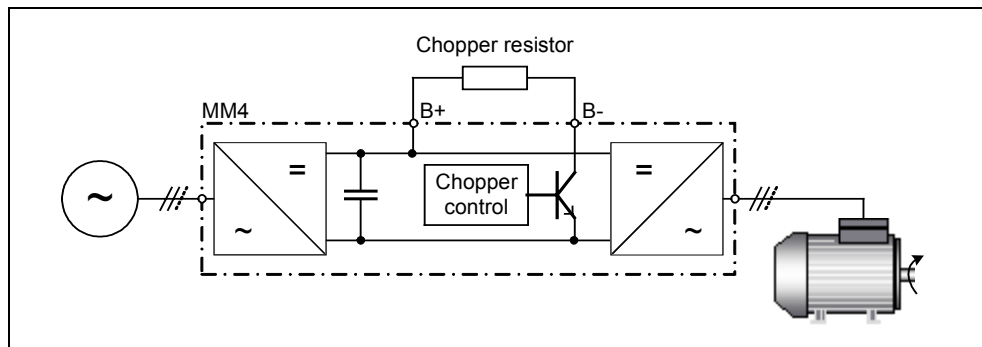 Chopper resistor
MM4
B+
B-
=
=
Chopper
control
~
~
~